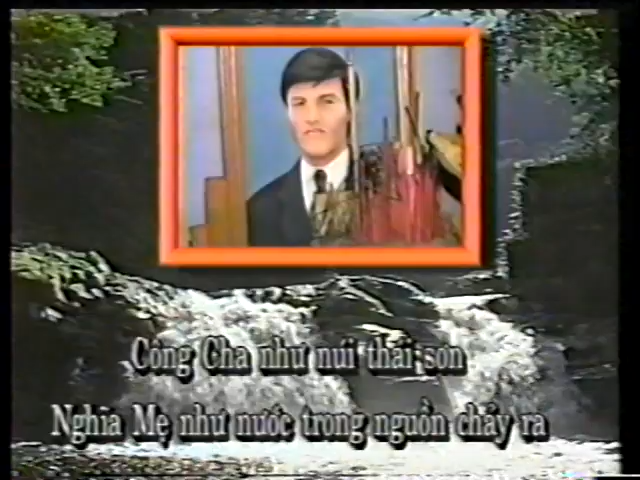 Công Cha như núi thái sơn
Nghĩa Mẹ như nước trong nguồn chảy ra